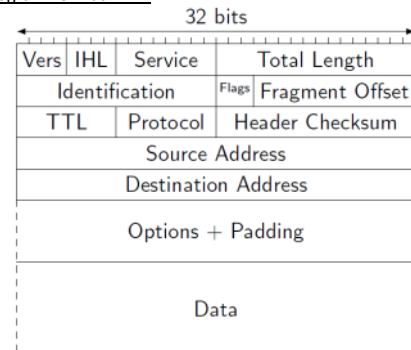 32 bits
Vers IHL Service Total Length
Identification Flags Fragment Offset
TTL Protocol Header Checksum
Source Address
Destination Address
Options + Padding
Data